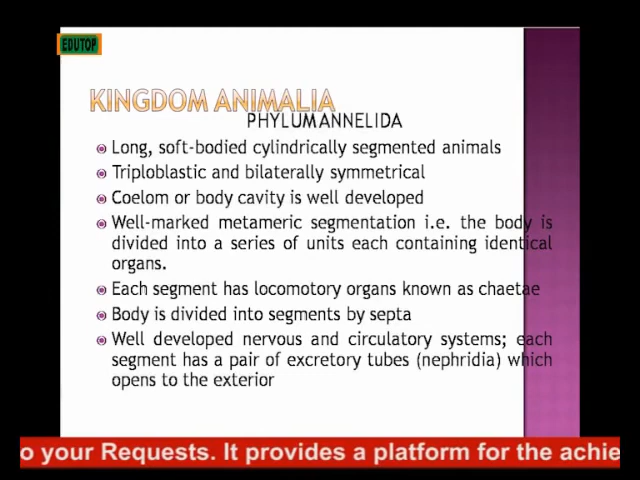 EDUTOP
KINGDOM ANIMALIA
PHYLUMANNELIDA
Long, soft-bodied cylindrically segmented animals
Triploblastic and bilaterally symmetrical
Coelom or body cavity is well developed
Well-marked metameric segmentation i.e. the body is
divided into a series of units each containing identical
organs.
Each segment has locomotory organs known as chaetae
Body is divided into segments by septa
Well developed nervous and circulatory systems; each
segment has a pair of excretory tubes (nephridia) which
opens to the exterior
o your Requests. It provides a platform for the achie